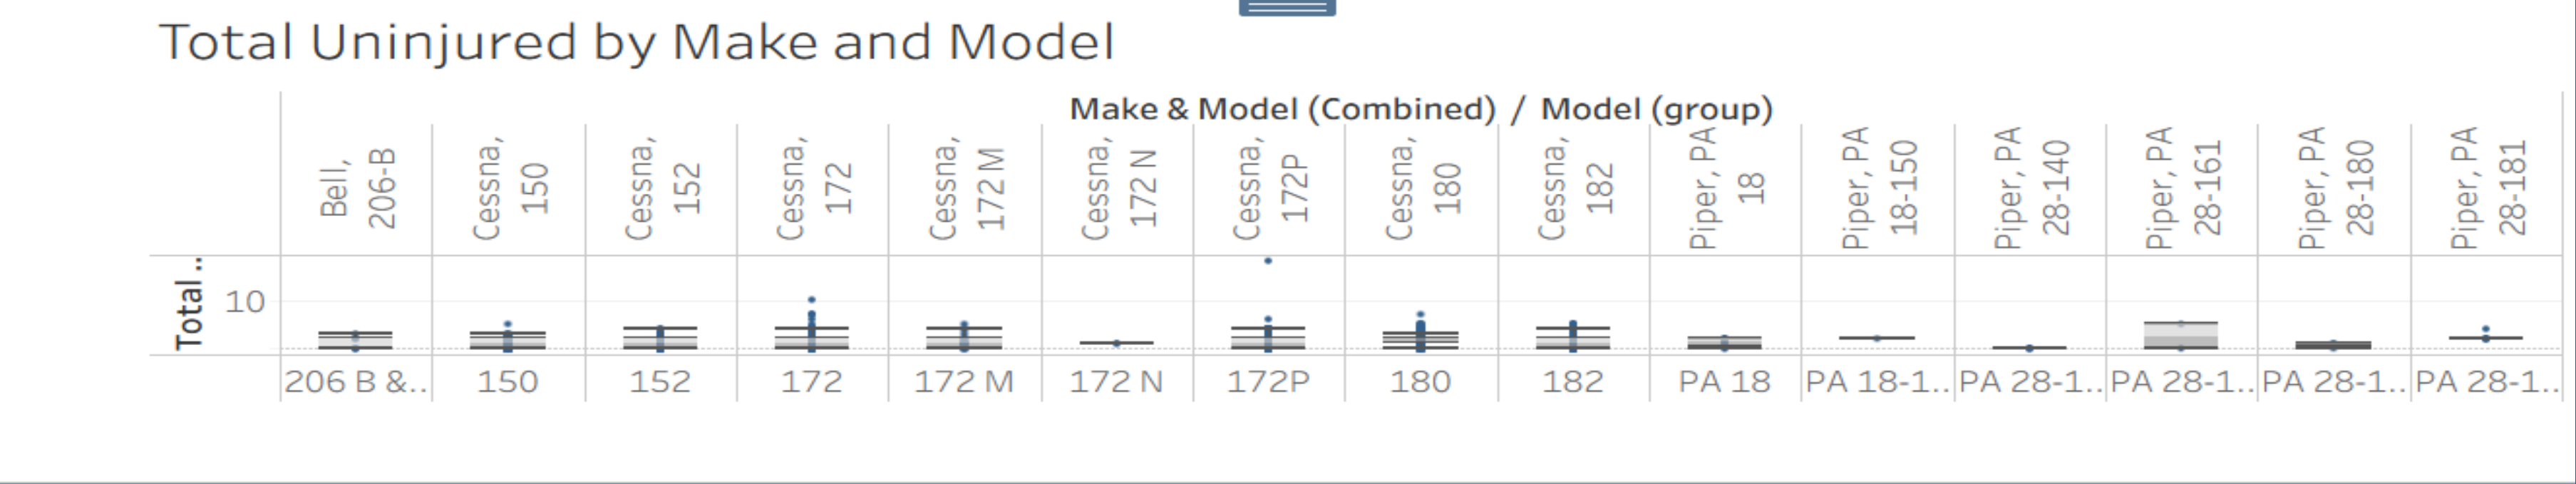 Total Uninjured by Make and Model
Make & Model (Combined) / Model (group)
Bell,
206-B
Cessna,
150
Cessna,
152
Cessna,
172
Cessna,
172 M
Cessna,
172 N
Cessna,
172P
Cessna,
180
Cessna,
182
Piper, PA
18
Piper, PA
18-150
Piper, PA
28-140
Piper, PA
28-161
Piper, PA
28-180
Piper, PA
28-181
Total ..
10
206 B &.. 150 152 172 172 M 172 N 172P 180 182 PA 18 PA 18-1.. PA 28-1.. PA 28-1.. PA 28-1.. PA 28-1..